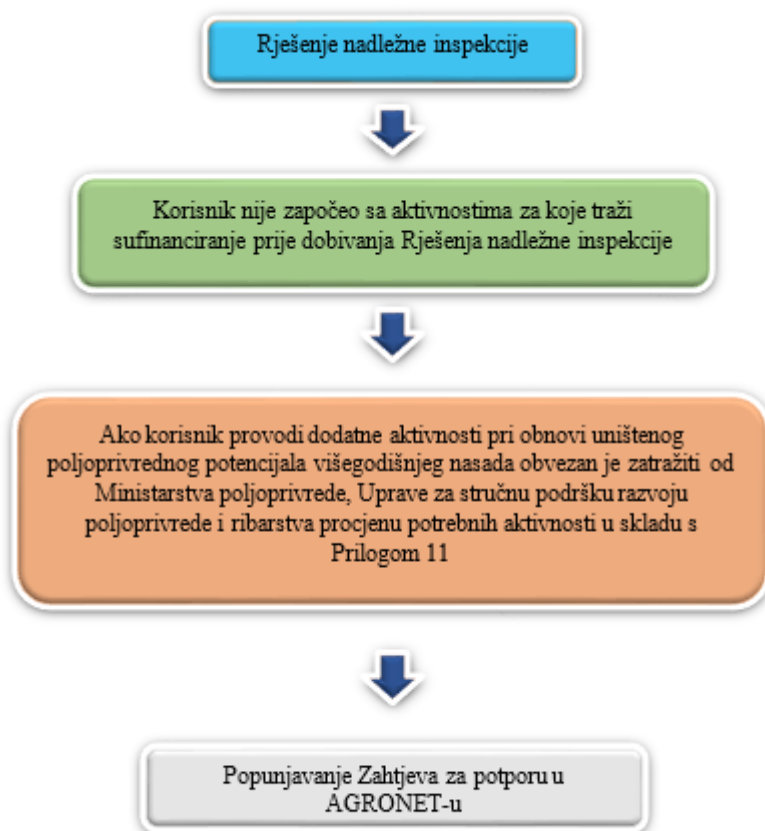 Rješenje nadležne inspekcije
Korisnik nije započeo sa aktivnostima za koje traži
sufinanciranje prije dobivanja Rješenja nadležne inspekcije
Ako korisnik provodi dodatne aktivnosti pri obnovi uništenog
poljoprivrednog potencijala višegodišnjeg nasada obvezan je zatražiti od
Ministarstva poljoprivrede, Uprave za stručnu podršku razvoju
poljoprivrede i ribarstva procjenu potrebnih aktivnosti u skladu s
Prilogom 11
Popunjavanje Zahtjeva za potporu u
AGRONET-u